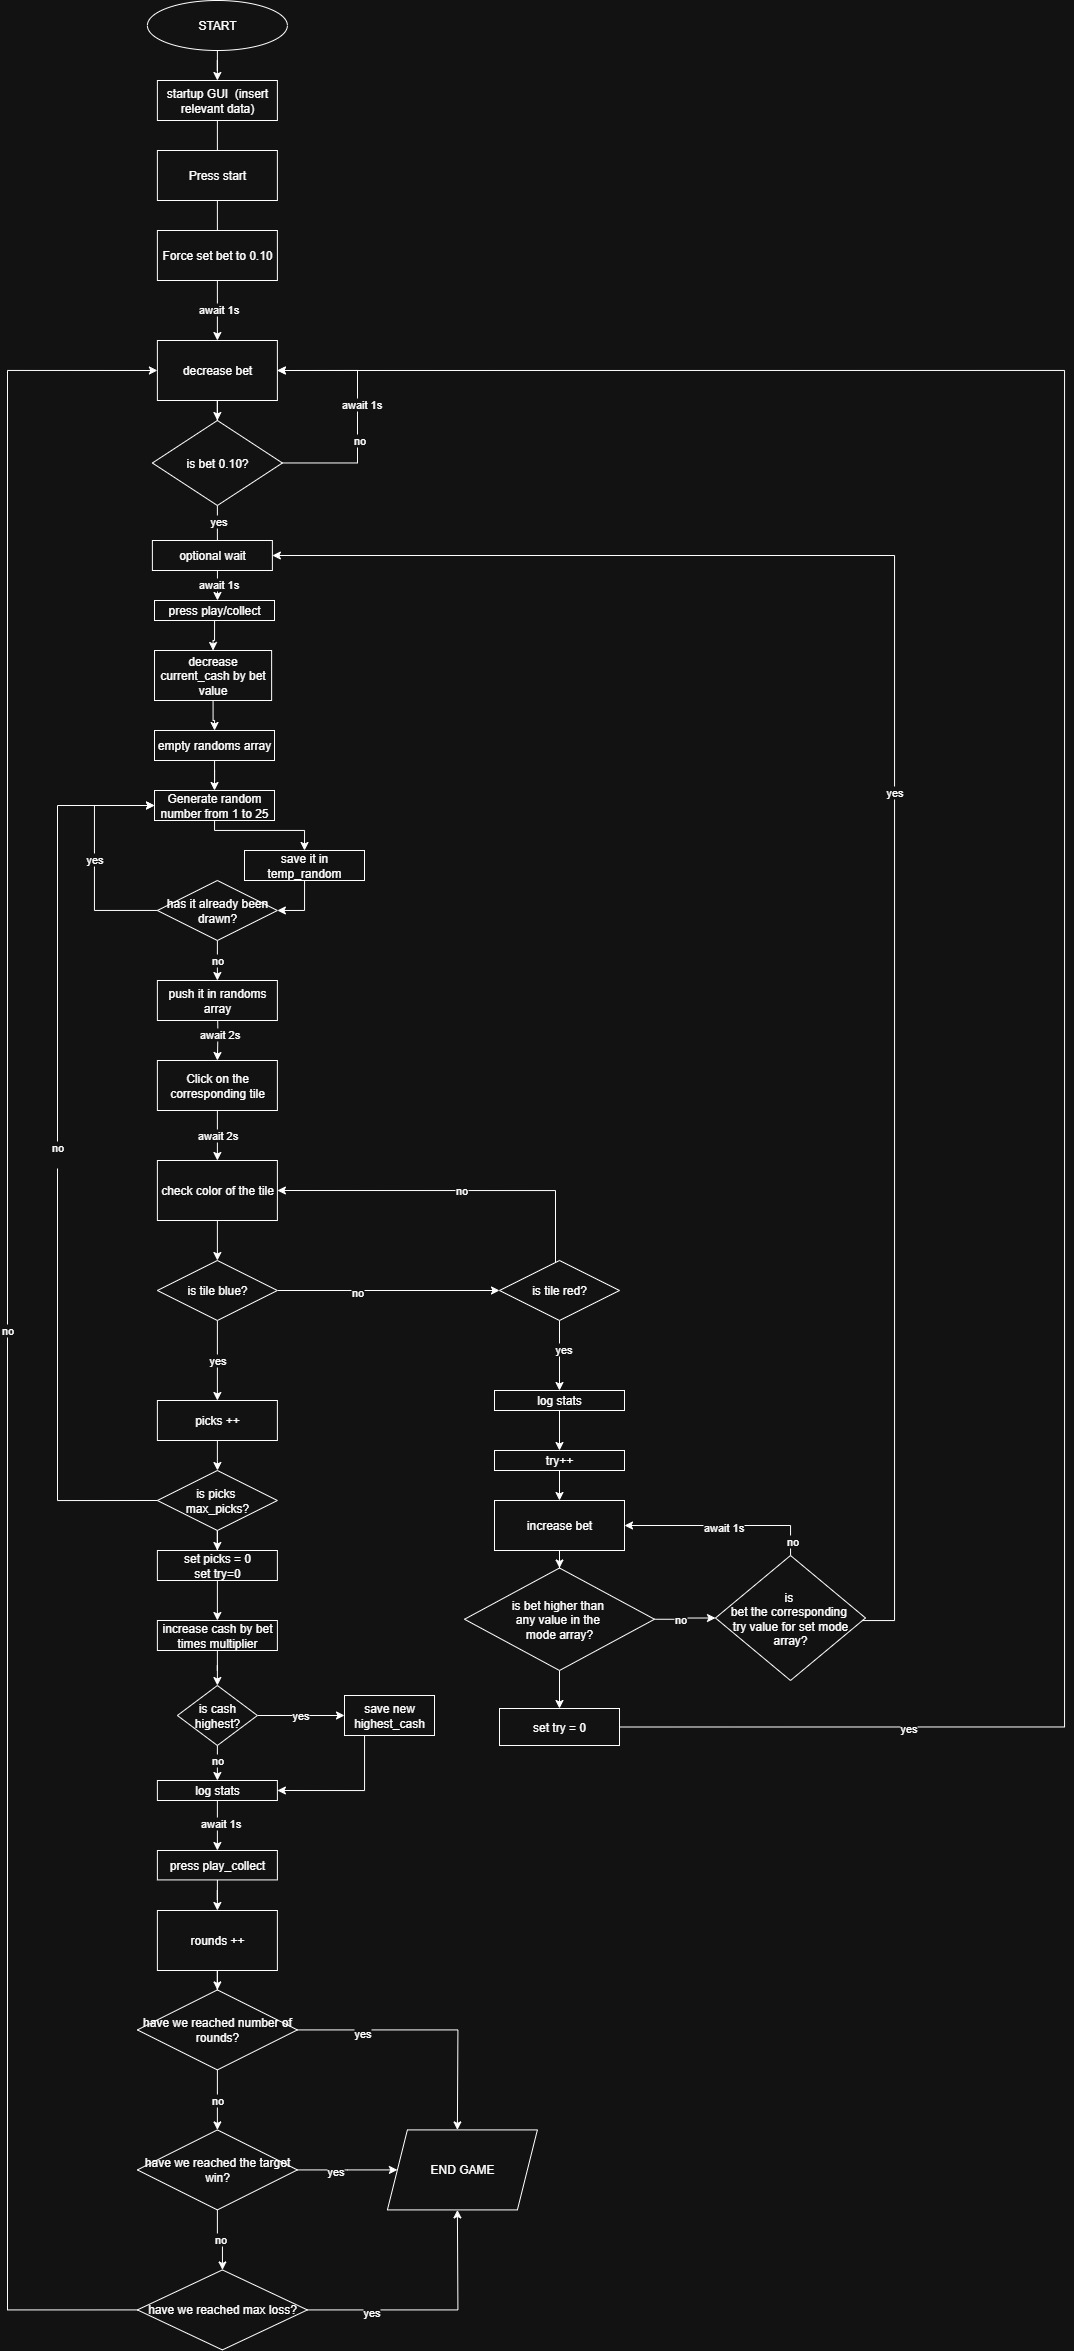 START
startup GUI (insert
relevant data)
Press start
Force set bet to 0.10
await 1s
decrease bet
await 1s
no
is bet 0.10?
yes
optional wait
await 1s
press play/collect
decrease
current_cash by bet
value
empty randoms array
yes
Generate random
number from 1 to 25
yes
save it in
temp_random
has it already been
drawn?
no
push it in randoms
array
await 2s
Click on the
corresponding tile
await 2s
no
check color of the tile
no
is tile blue?
no
is tile red?
no
yes
yes
log stats
picks ++
try++
is picks
max_picks?
increase bet
await 1s
no
set picks = 0
set try=0
is bet higher than
any value in the
mode array?
no
is
bet the corresponding
try value for set mode
array?
increase cash by bet
times multiplier
is cash
highest?
yes
save new
highest_cash
set try = 0
yes
no
log stats
await 1s
press play_collect
rounds ++
have we reached number of
rounds?
yes
no
have we reached the target
win?
yes
END GAME
no
have we reached max loss?
yes